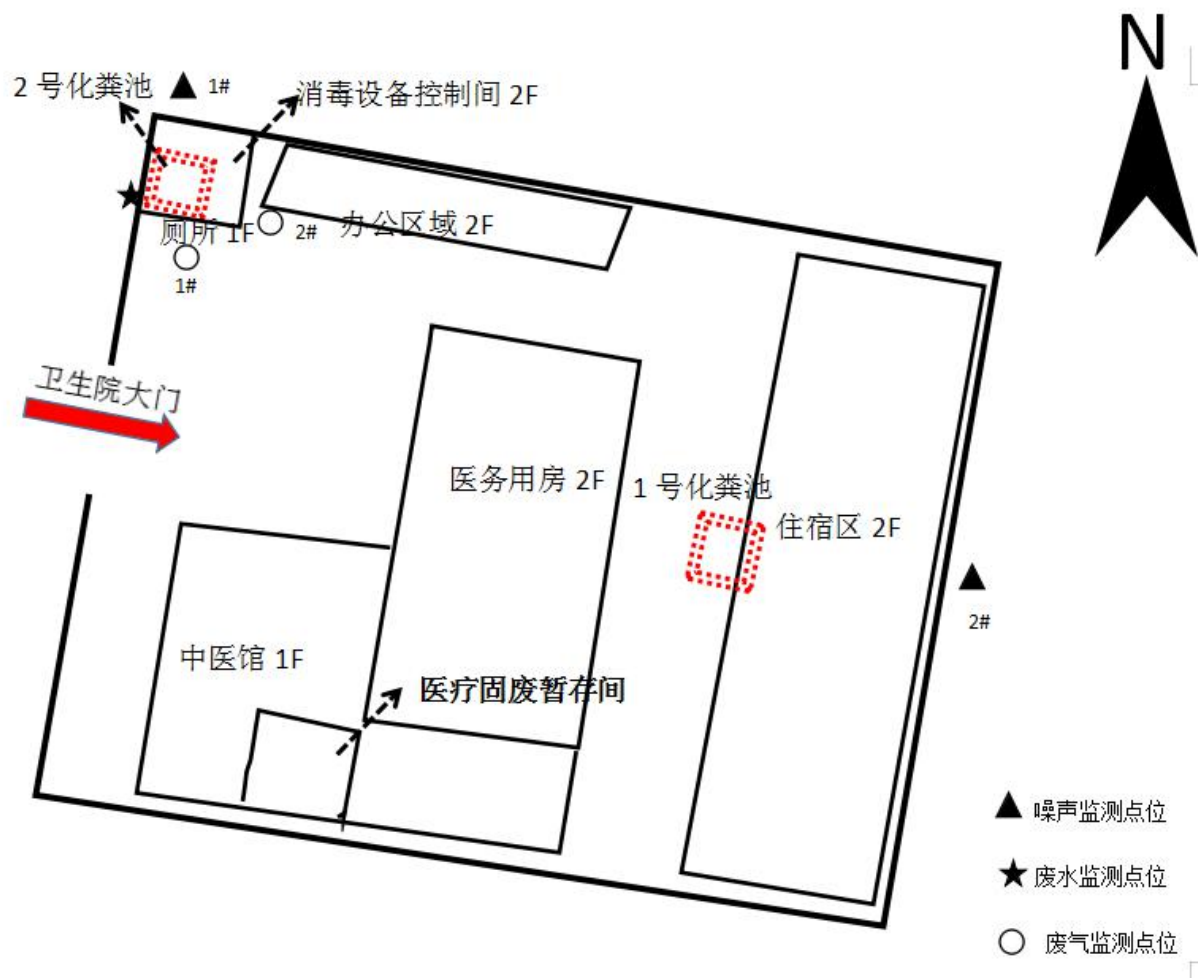 N
2 号化粪池
1#
消毒设备控制间 2F
厕所 1F
2#
办公区域 2F
1#
卫生院大门
医务用房 2F
1 号化粪池
住宿区 2F
2#
中医馆 1F
医疗固废暂存间
噪声监测点位
废水监测点位
废气监测点位